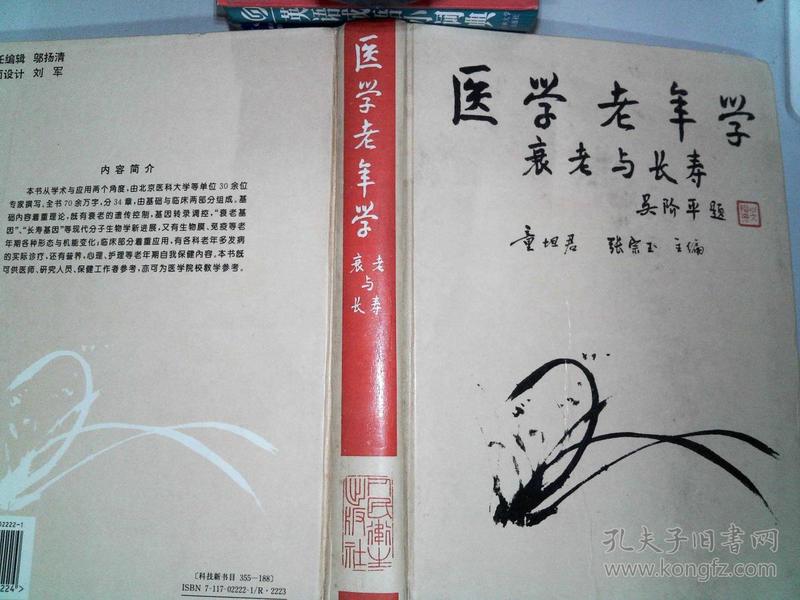 英语成语小词典
任编辑 邬扬清
面设计 刘 军
内容简介
本书从学术与应用两个角度,由北京医科大学等单位30余位
专家撰写。全书70余万字,分34章,由基础与临床两部分组成。基
础内容着重理论,既有衰老的遗传控制,基因转录调控,“衰老基
因”、“长寿基因”等现代分子生物学新进展,又有生物膜、免疫等老
年期各种形态与机能变化;临床部分着重应用,有各科老年多发病
的实际诊疗,还有营养、心理、护理等老年期自我保健内容。本书既
可供医师、研究人员、保健工作者参考,亦可为医学院校教学参考。
02222-1
224>
〔科技新书目 355—188〕
ISBN 7-117-02222-1/R·2223
医学老年学
衰老
与
长寿
人民卫生
出版社
医学老年学
衰老与长寿
吴阶平题
童坦君 张宗玉 主编
孔夫子旧书网
www.kongfz.com